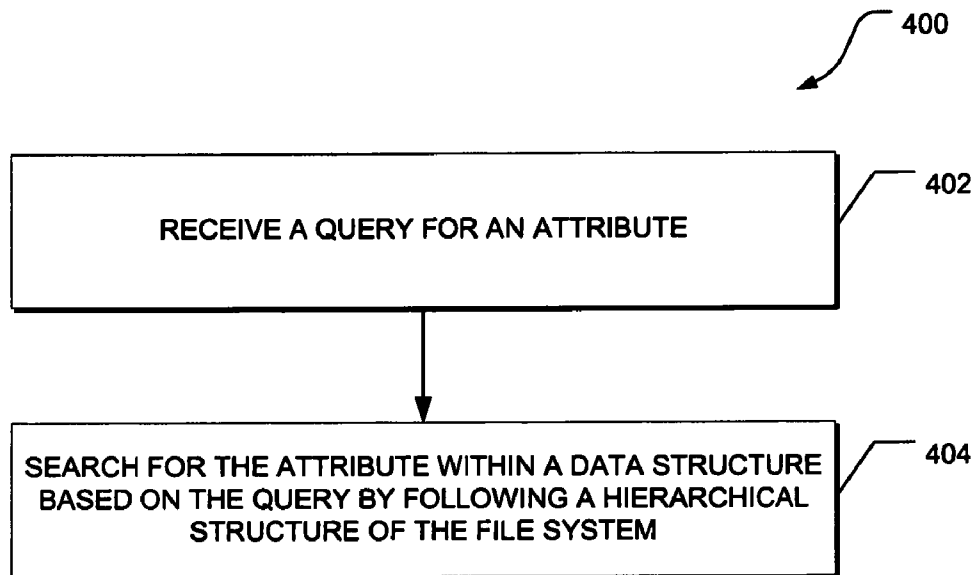 400
402
RECEIVE A QUERY FOR AN ATTRIBUTE
404
SEARCH FOR THE ATTRIBUTE WITHIN A DATA STRUCTURE
BASED ON THE QUERY BY FOLLOWING A HIERARCHICAL
STRUCTURE OF THE FILE SYSTEM